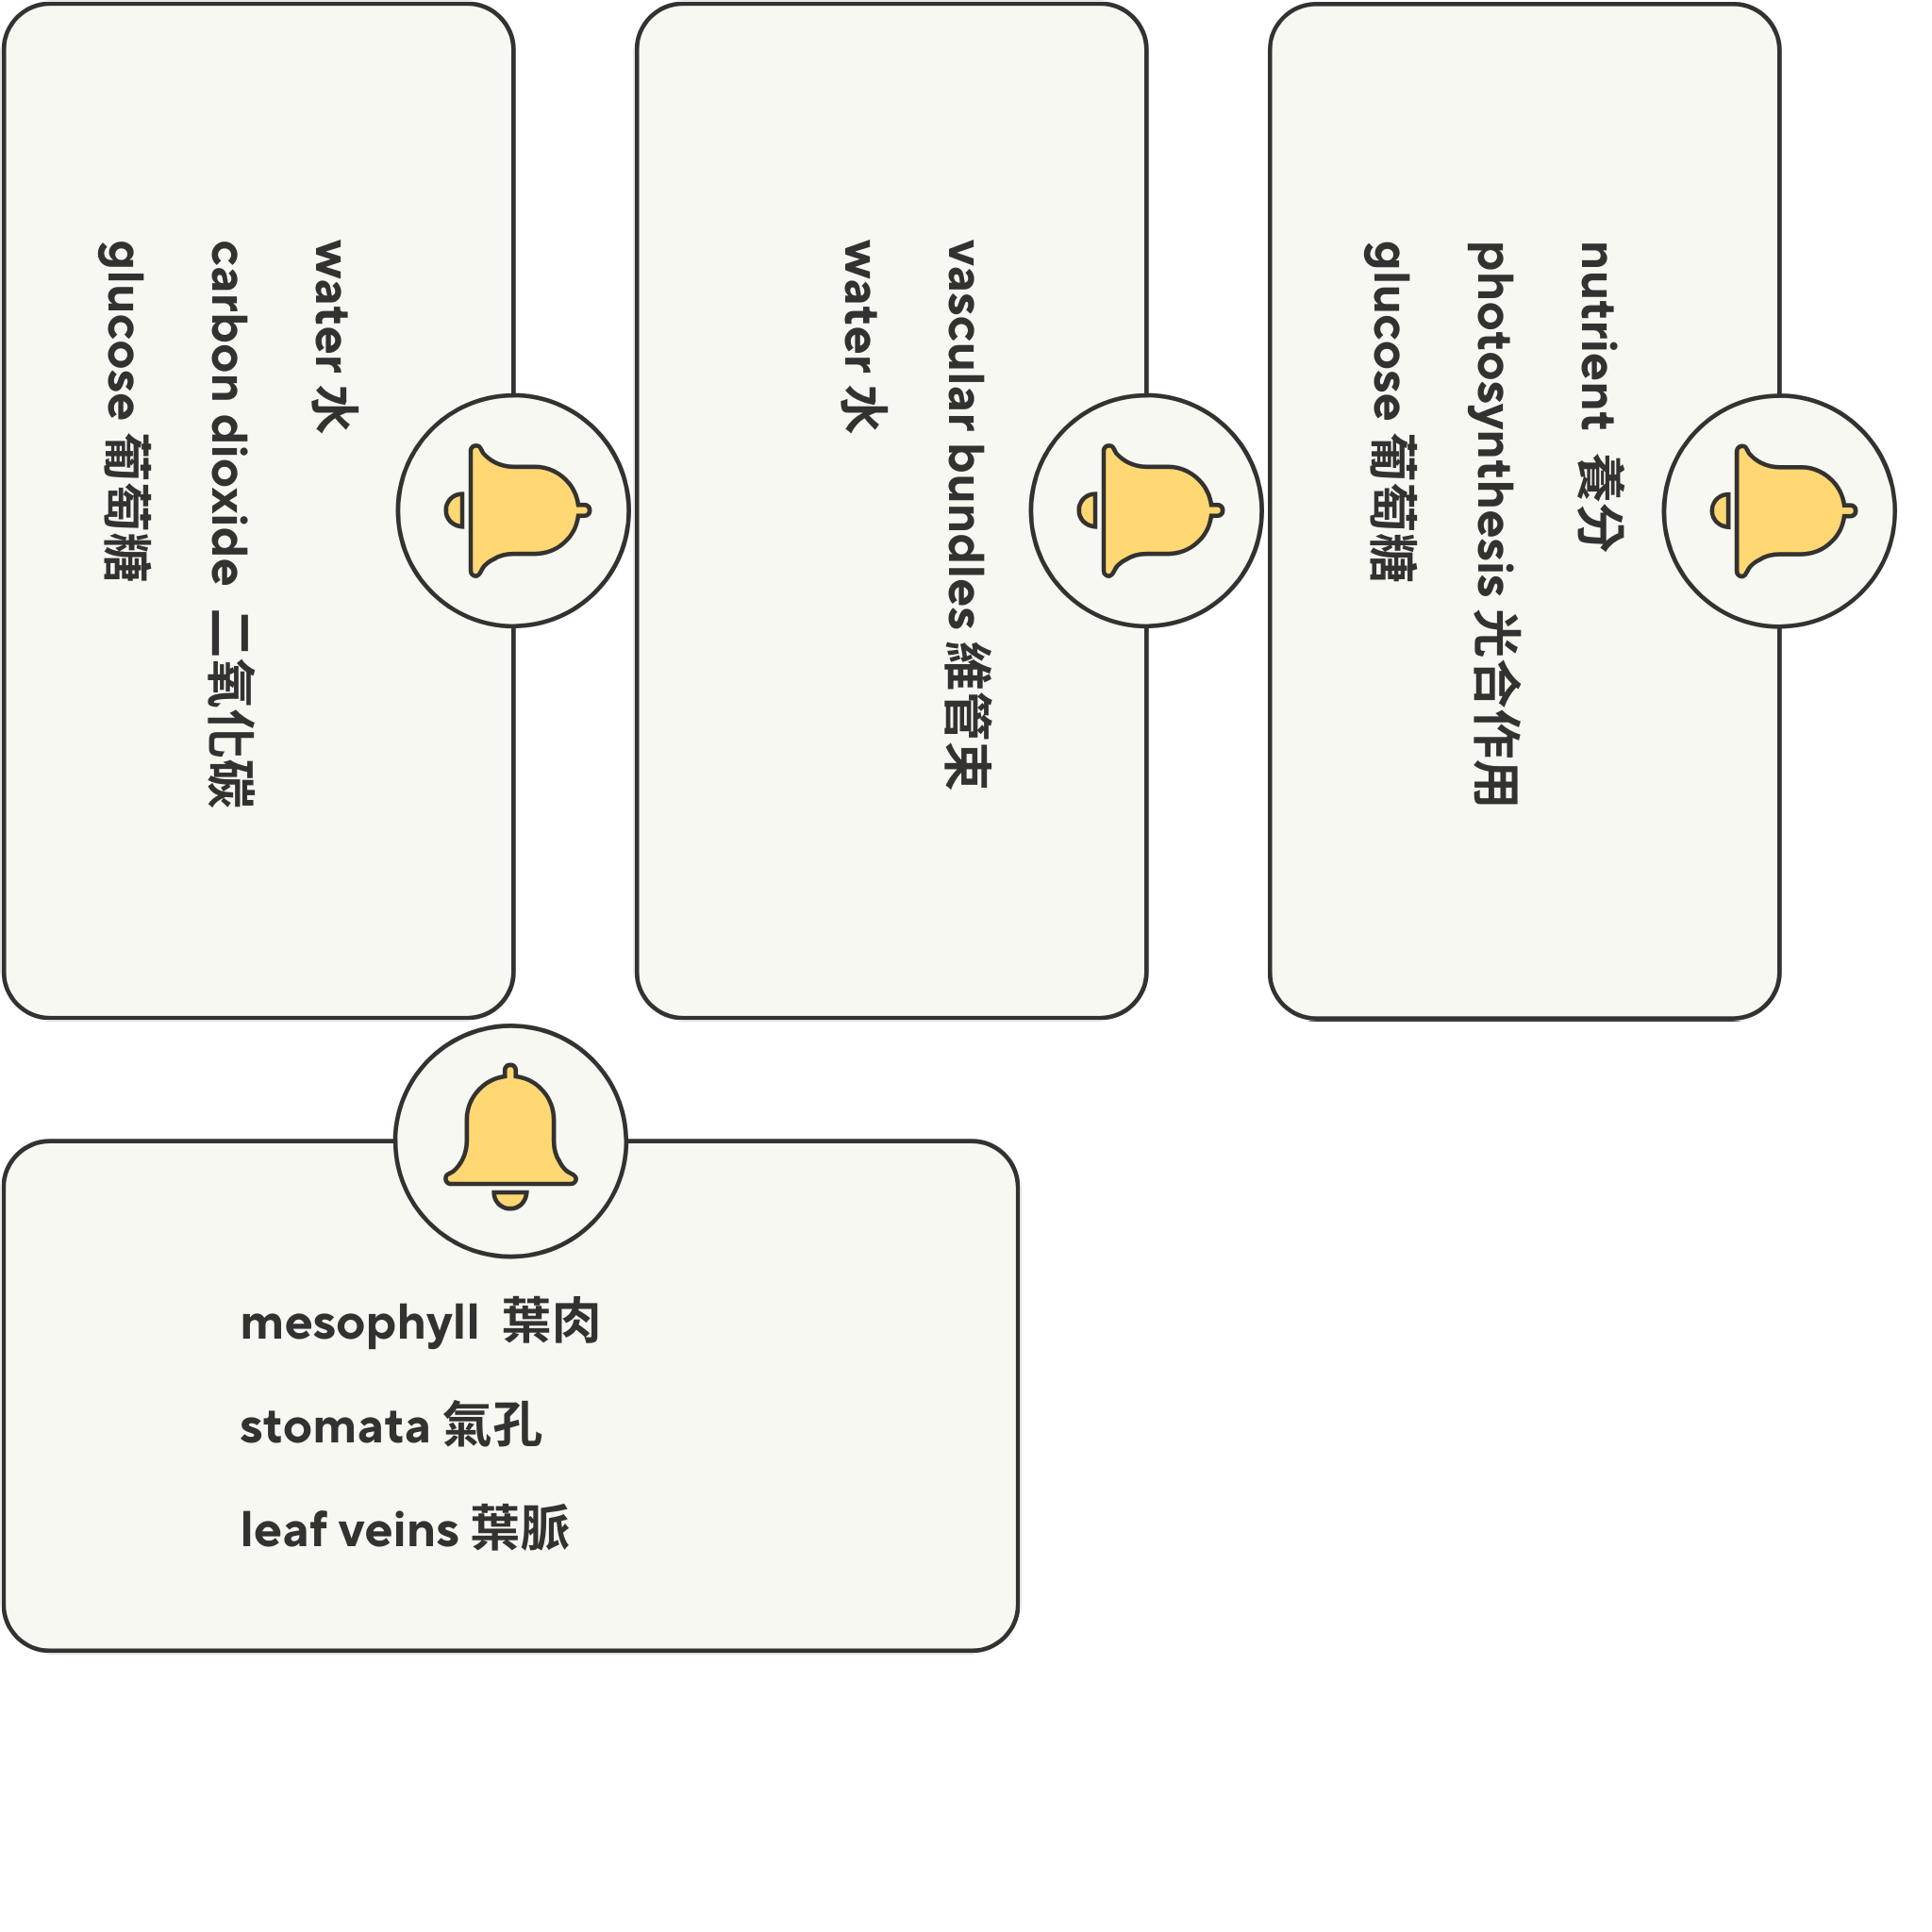 water 水
carbon dioxide 二氧化碳
glucose 葡萄糖
vascular bundles 維管束
water 水
nutrient 養分
photosynthesis 光合作用
glucose 葡萄糖
mesophyll 葉肉
stomata 氣孔
leaf veins 葉脈